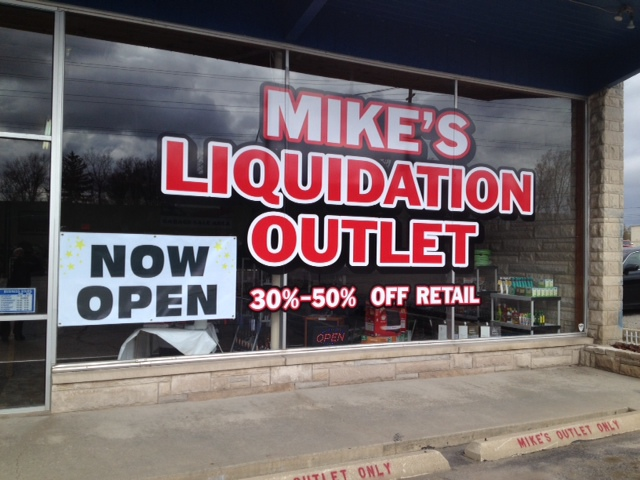 MIKE'S
LIQUIDATION
OUTLET
30%-50% OFF RETAIL
NOW
OPEN
OPEN
MIKE'S OUTLET ONLY
OUTLET ONLY